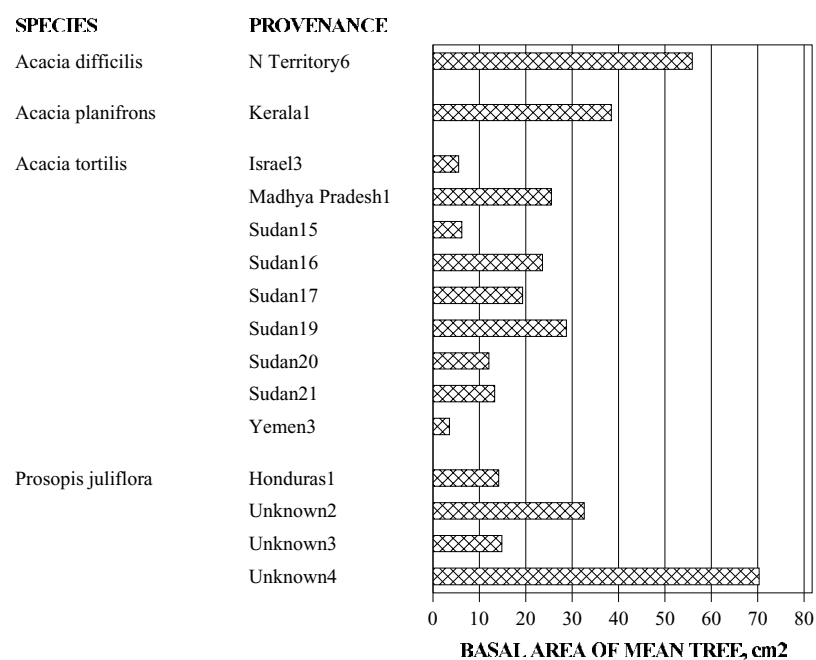 SPECIES PROVENANCE
Acacia difficilis N Territory6
Acacia planifrons Kerala1
Acacia tortilis Israel3
Madhya Pradesh1
Sudan15
Sudan16
Sudan17
Sudan19
Sudan20
Sudan21
Yemen3
Prosopis juliflora Honduras1
Unknown2
Unknown3
Unknown4
0 10 20 30 40 50 60 70 80
BASAL AREA OF MEAN TREE, cm2